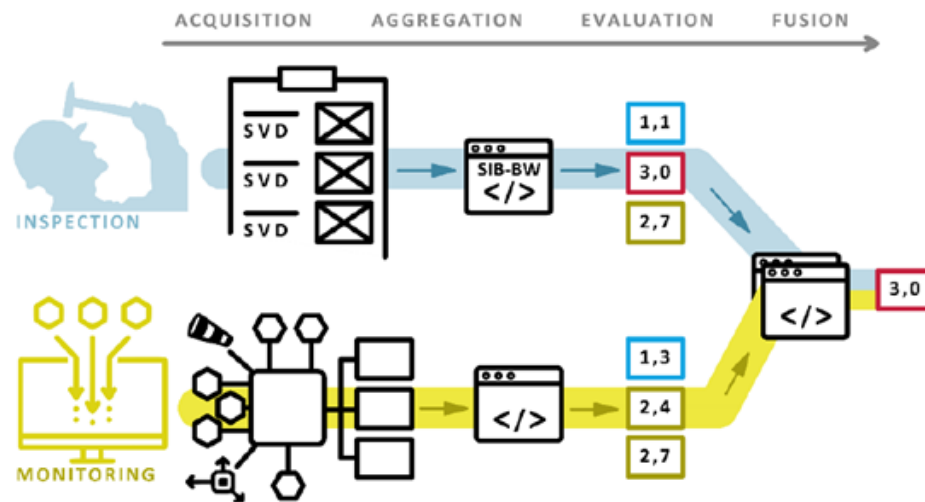 ACQUISITION AGGREGATION EVALUATION FUSION
INSPECTION
SVD
SVD
SVD
SIB-BW
</>
1,1
3,0
2,7
</>
3,0
MONITORING
</>
1,3
2,4
2,7